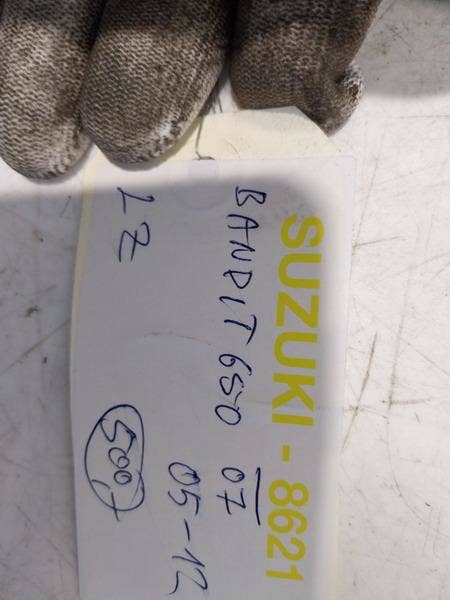 SUZUKI - 8621
BANDIT 650 07
05-12
LZ
500,-